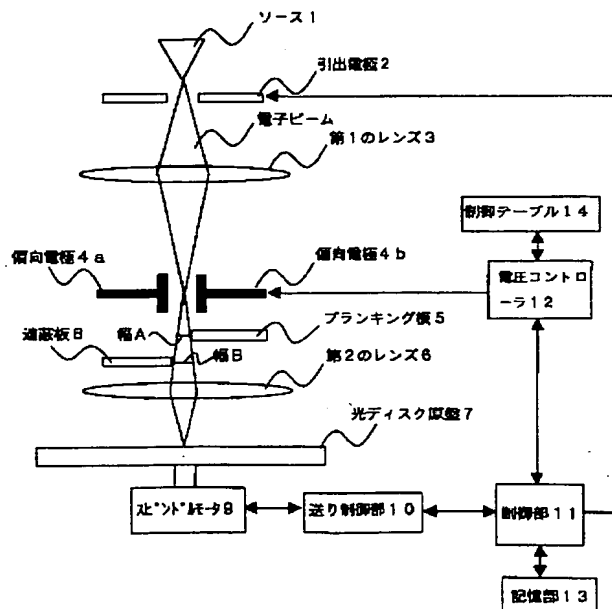 ソース1
引出電極2
電子ビーム
第1のレンズ3
制御テーブル14
偏向電極4a
偏向電極4b
電圧コントロ
ーラ12
ブランキング板5
遮蔽板8
幅A
幅B
第2のレンズ6
光ディスク原盤7
スピンドルモータ9
送り制御部10
制御部11
記憶部13